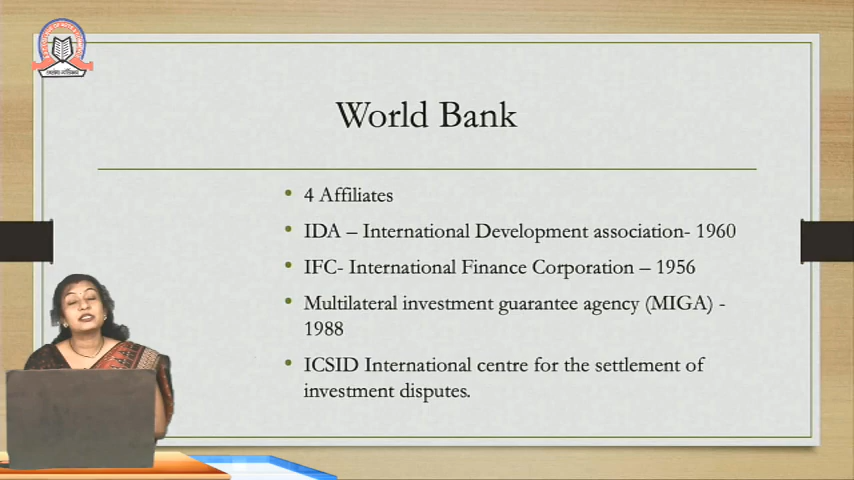 World Bank
• 4 Affiliates
• IDA – International Development association- 1960
• IFC- International Finance Corporation – 1956
• Multilateral investment guarantee agency (MIGA) -
1988
• ICSID International centre for the settlement of
investment disputes.